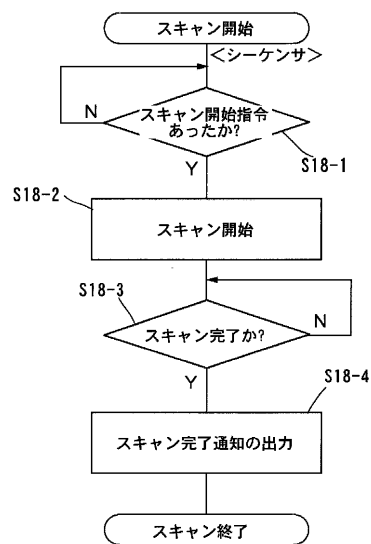 スキャン開始
<シーケンサ>
スキャン開始指令
あったか?
N
S18-1
Y
S18-2
スキャン開始
S18-3
スキャン完了か?
N
Y
S18-4
スキャン完了通知の出力
スキャン終了